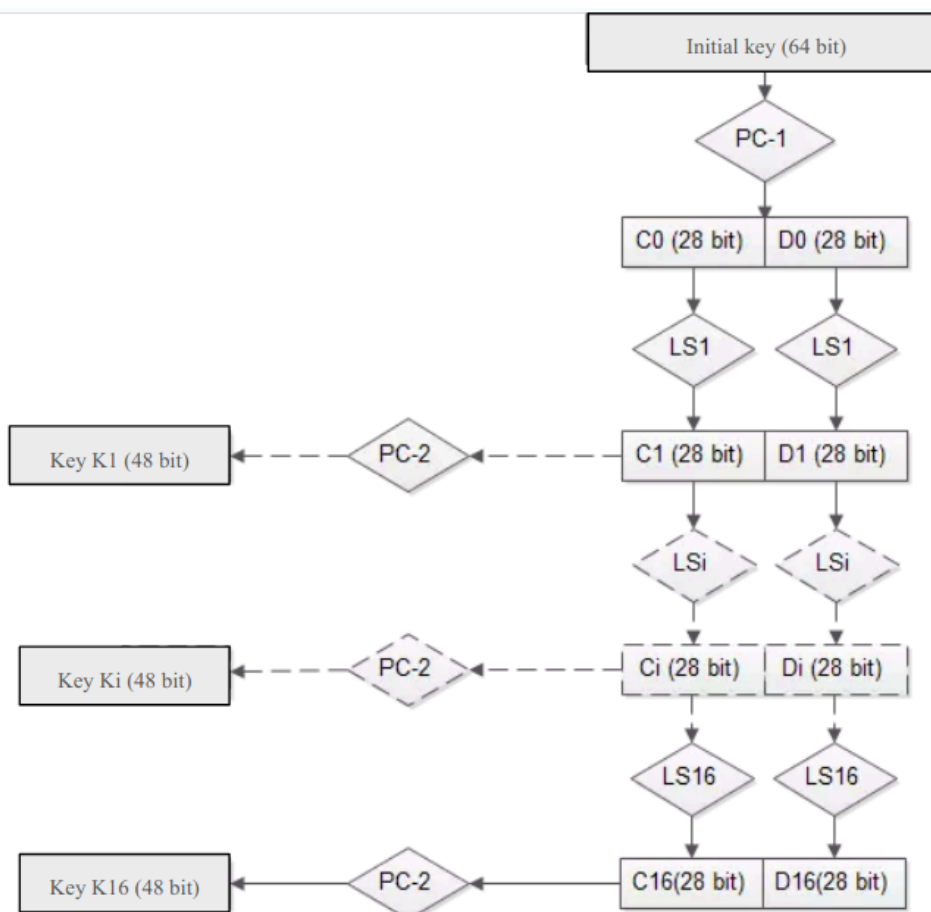 Initial key (64 bit)
PC-1
C0 (28 bit) D0 (28 bit)
LS1 LS1
Key K1 (48 bit) PC-2 C1 (28 bit) D1 (28 bit)
LSi LSi
Key Ki (48 bit) PC-2 Ci (28 bit) Di (28 bit)
LS16 LS16
Key K16 (48 bit) PC-2 C16(28 bit) D16(28 bit)